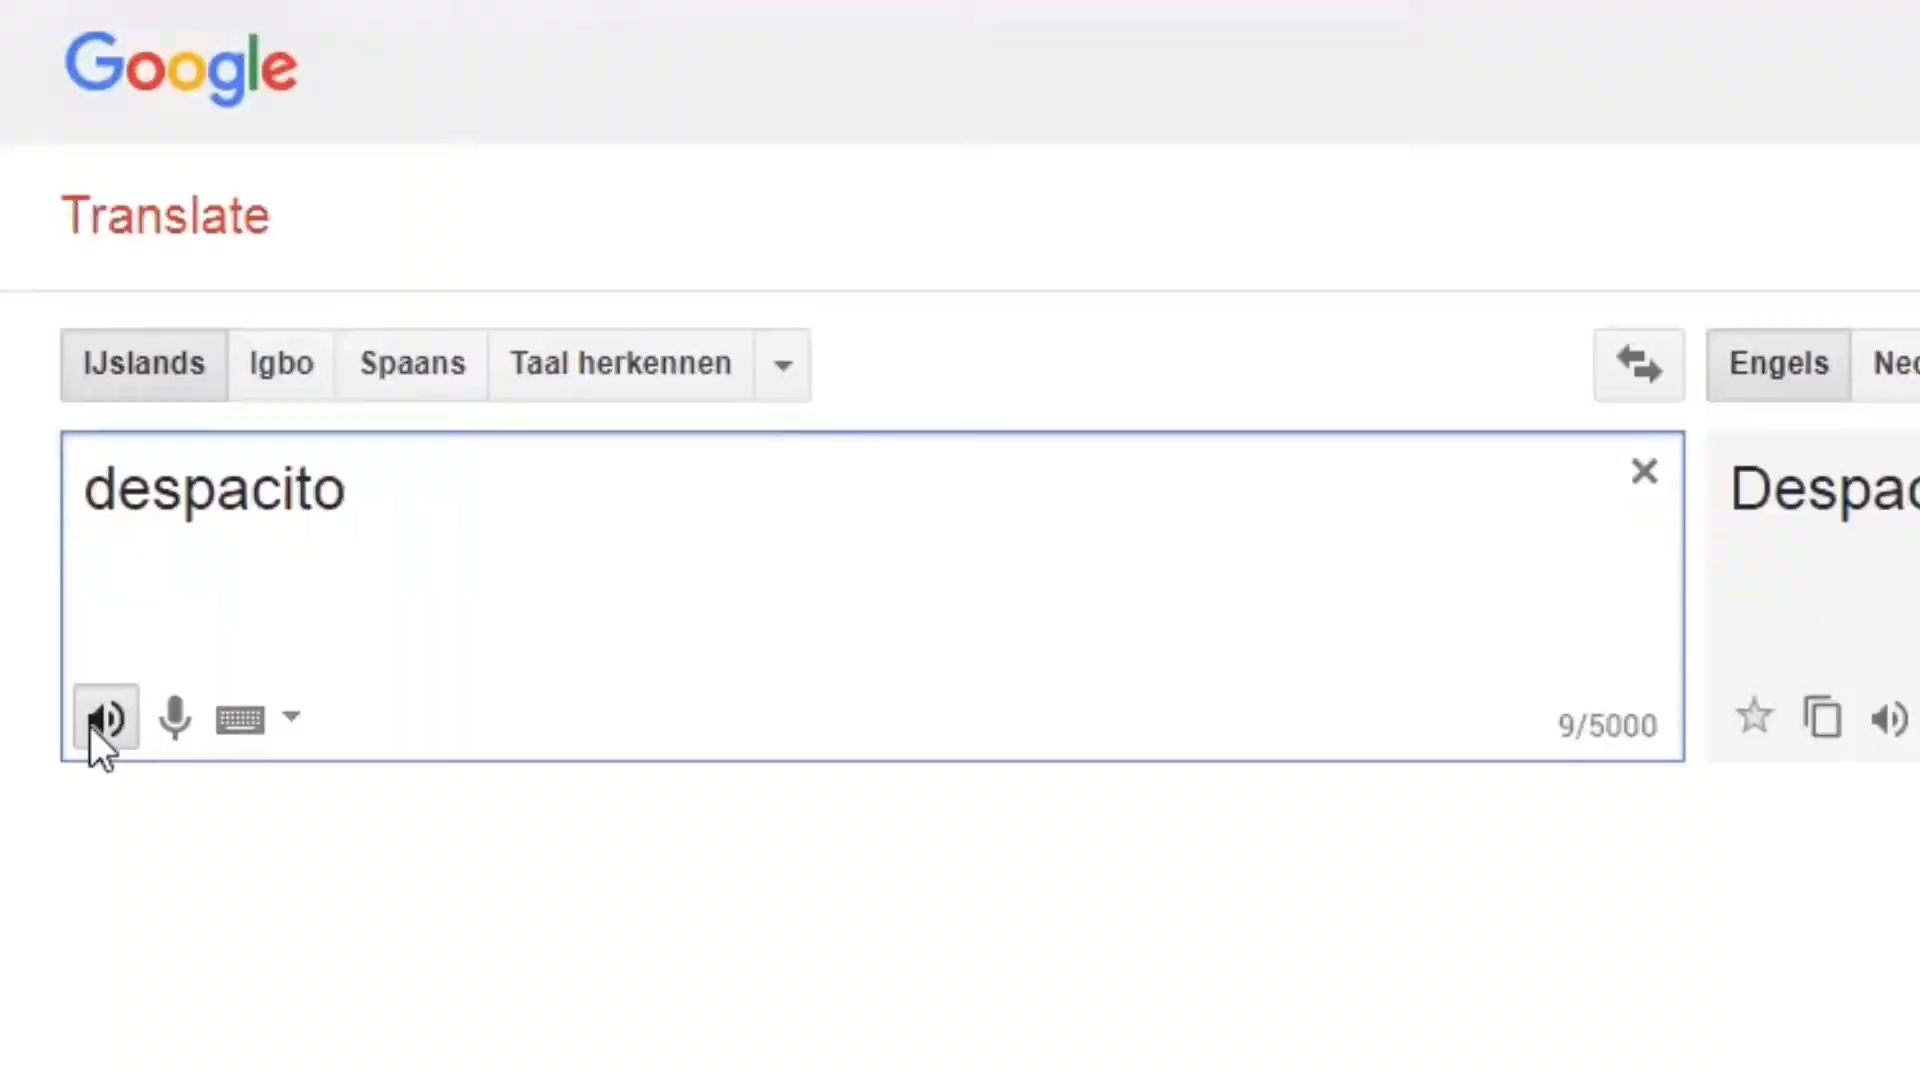 Google
Translate
IJslands Igbo Spaans Taal herkennen Engels
despacito
9/5000